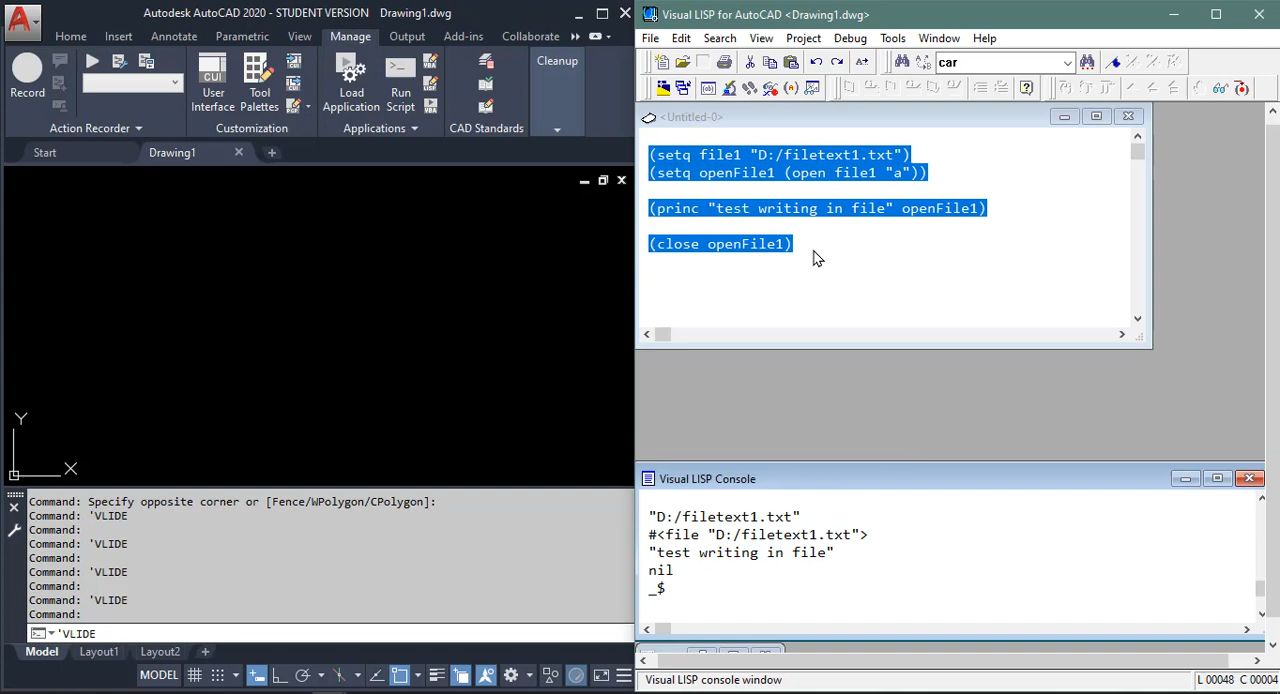 Autodesk AutoCAD 2020 - STUDENT VERSION Drawing1.dwg
Home Insert Annotate Parametric View Manage Output Add-ins Collaborate
Record
CUI
User
Interface
Tool
Palettes
Load
Application
Run
Script
Cleanup
Action Recorder
Customization
Applications
CAD Standards
Start
Drawing1
Y
X
Command: Specify opposite corner or [Fence/WPolygon/CPolygon]:
Command: 'VLIDE
Command:
Command: 'VLIDE
Command:
Command: 'VLIDE
Command:
Command: 'VLIDE
Command:
'VLIDE
Model Layout1 Layout2 +
MODEL
Visual LISP for AutoCAD <Drawing1.dwg>
File Edit Search View Project Debug Tools Window Help
car
<Untitled-0>
(setq file1 "D:/filetext1.txt")
(setq openFile1 (open file1 "a"))
(princ "test writing in file" openFile1)
(close openFile1)
Visual LISP Console
"D:/filetext1.txt"
#<file "D:/filetext1.txt">
"test writing in file"
nil
_$
Visual LISP console window
L 00048 C 00004